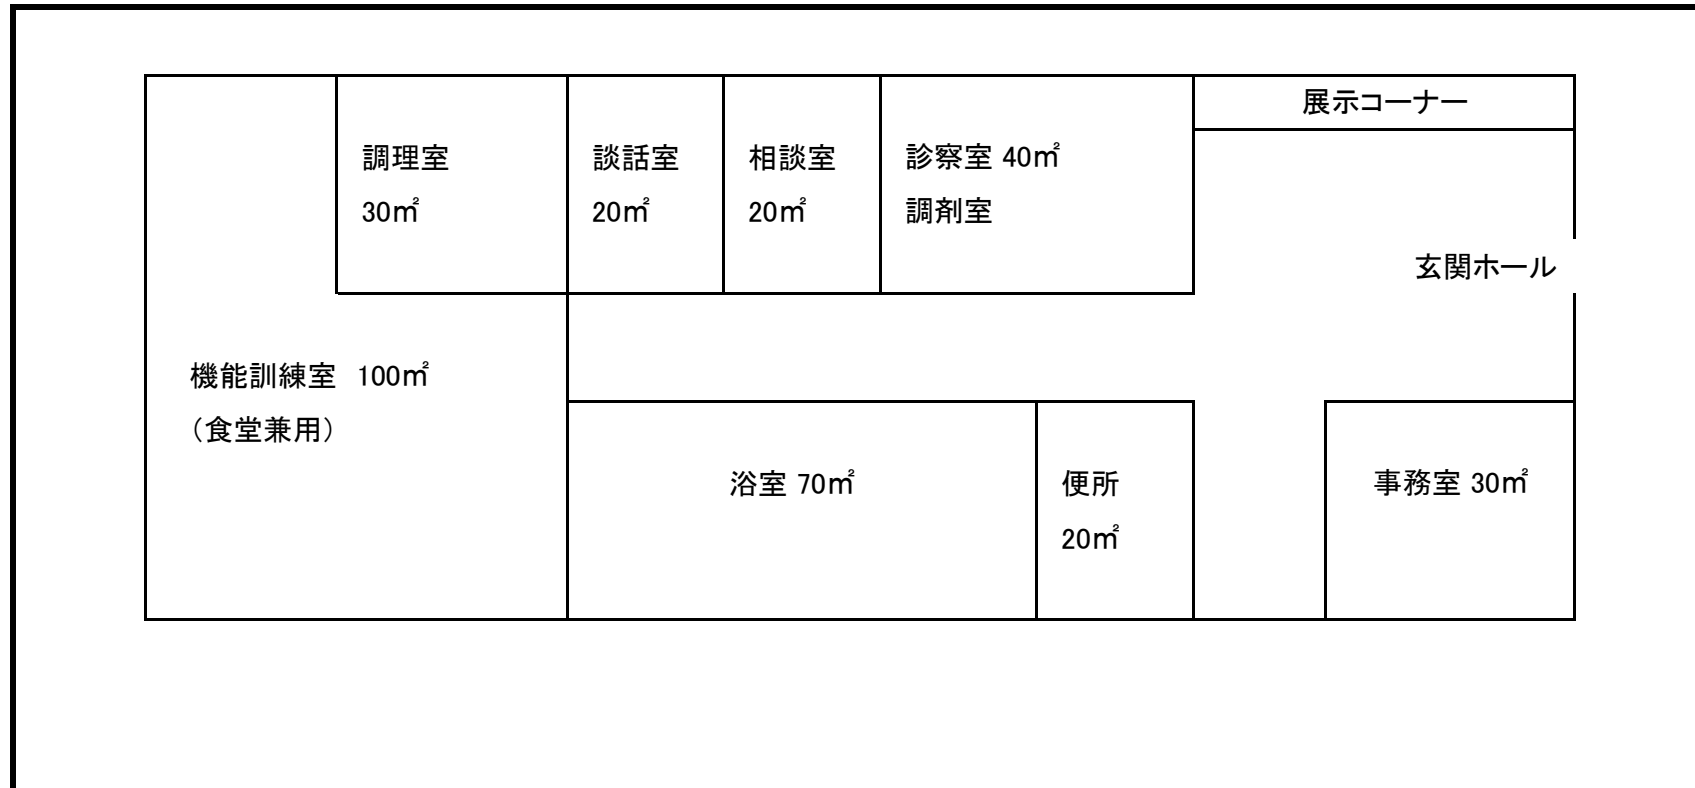 展示コーナー
調理室
30㎡
談話室
20㎡
相談室
20㎡
診察室 40㎡
調剤室
玄関ホール
機能訓練室 100㎡
（食堂兼用）
浴室 70㎡
便所
20㎡
事務室 30㎡